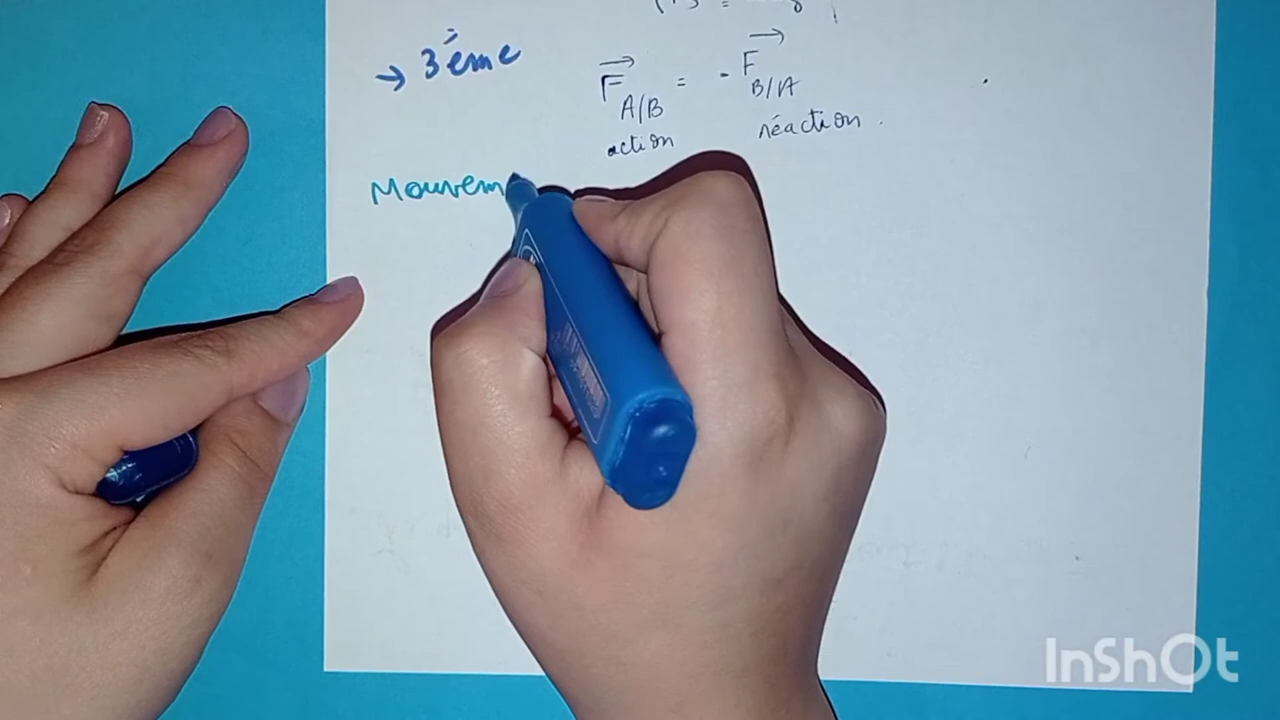 → 3ème
F⃗ A/B = - F⃗ B/A
action réaction.
Mouvem
InShOt